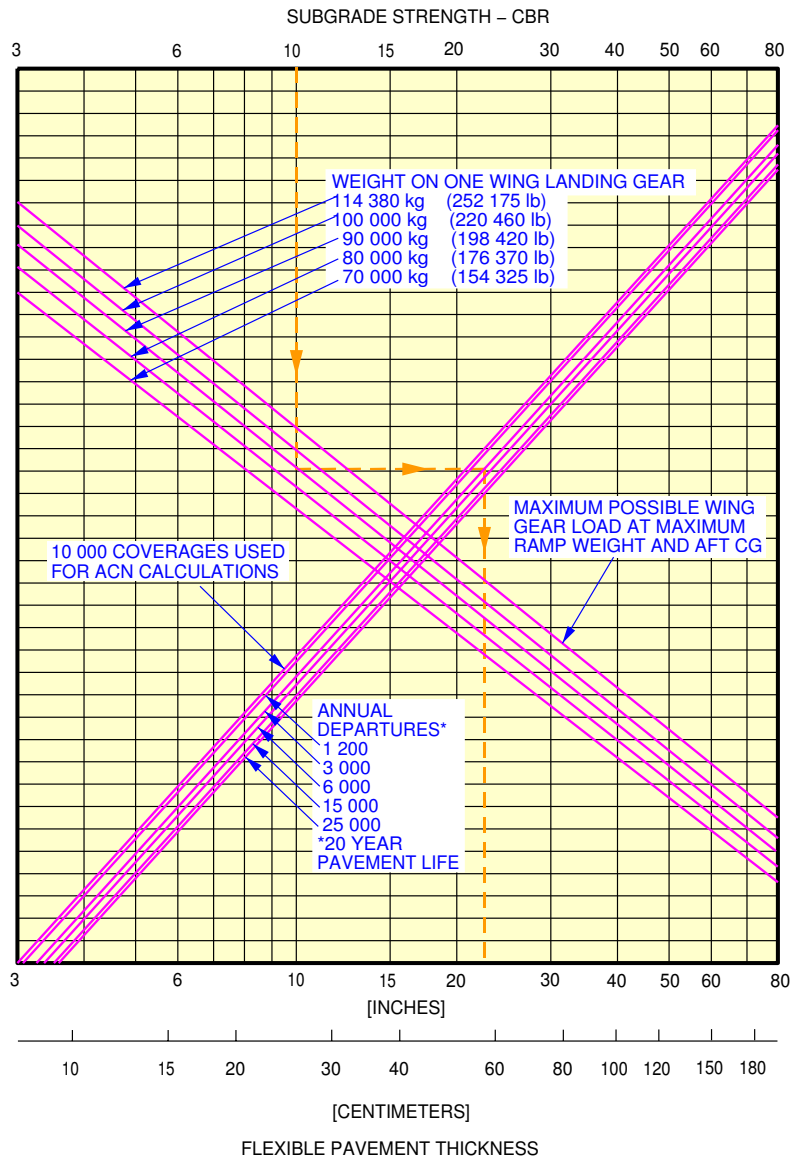 SUBGRADE STRENGTH – CBR
3 6 10 15 20 30 40 50 60 80
WEIGHT ON ONE WING LANDING GEAR
114 380 kg (252 175 lb)
100 000 kg (220 460 lb)
90 000 kg (198 420 lb)
80 000 kg (176 370 lb)
70 000 kg (154 325 lb)
MAXIMUM POSSIBLE WING
GEAR LOAD AT MAXIMUM
RAMP WEIGHT AND AFT CG
10 000 COVERAGES USED
FOR ACN CALCULATIONS
ANNUAL
DEPARTURES*
1 200
3 000
6 000
15 000
25 000
*20 YEAR
PAVEMENT LIFE
3 6 10 15 20 30 40 50 60 80
[INCHES]
10 15 20 30 40 60 80 100 120 150 180
[CENTIMETERS]
FLEXIBLE PAVEMENT THICKNESS